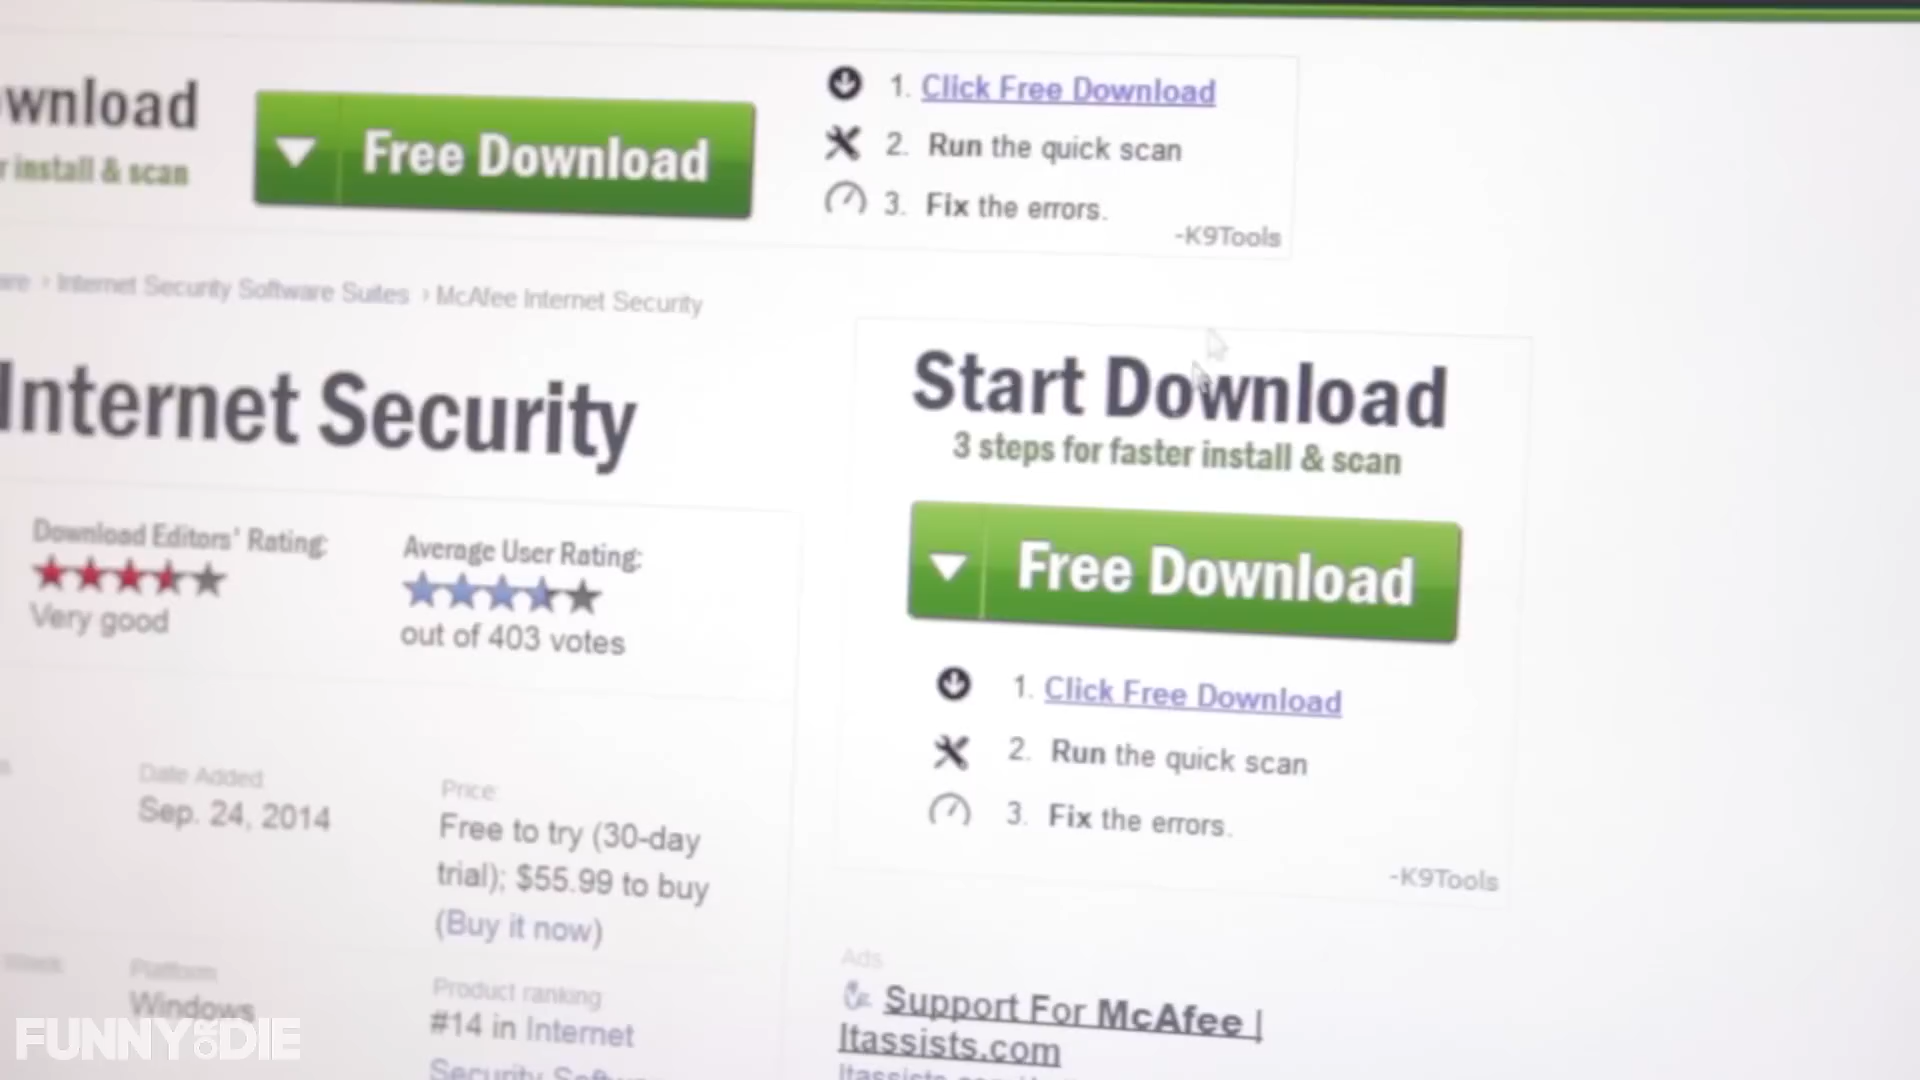 wnload
install & scan
Free Download
1. Click Free Download
2. Run the quick scan
3. Fix the errors.
-K9Tools
› Internet Security Software Suites › McAfee Internet Security
Internet Security
Start Download
3 steps for faster install & scan
Free Download
1. Click Free Download
2. Run the quick scan
3. Fix the errors.
-K9Tools
Download Editors' Rating:
Very good
Average User Rating:
out of 403 votes
Date Added
Sep. 24, 2014
Price
Free to try (30-day
trial); $55.99 to buy
(Buy it now)
Week
Platform
Windows
Product ranking
#14 in Internet
Security
Ads
Support For McAfee |
Itassists.com
FUNNY OR DIE